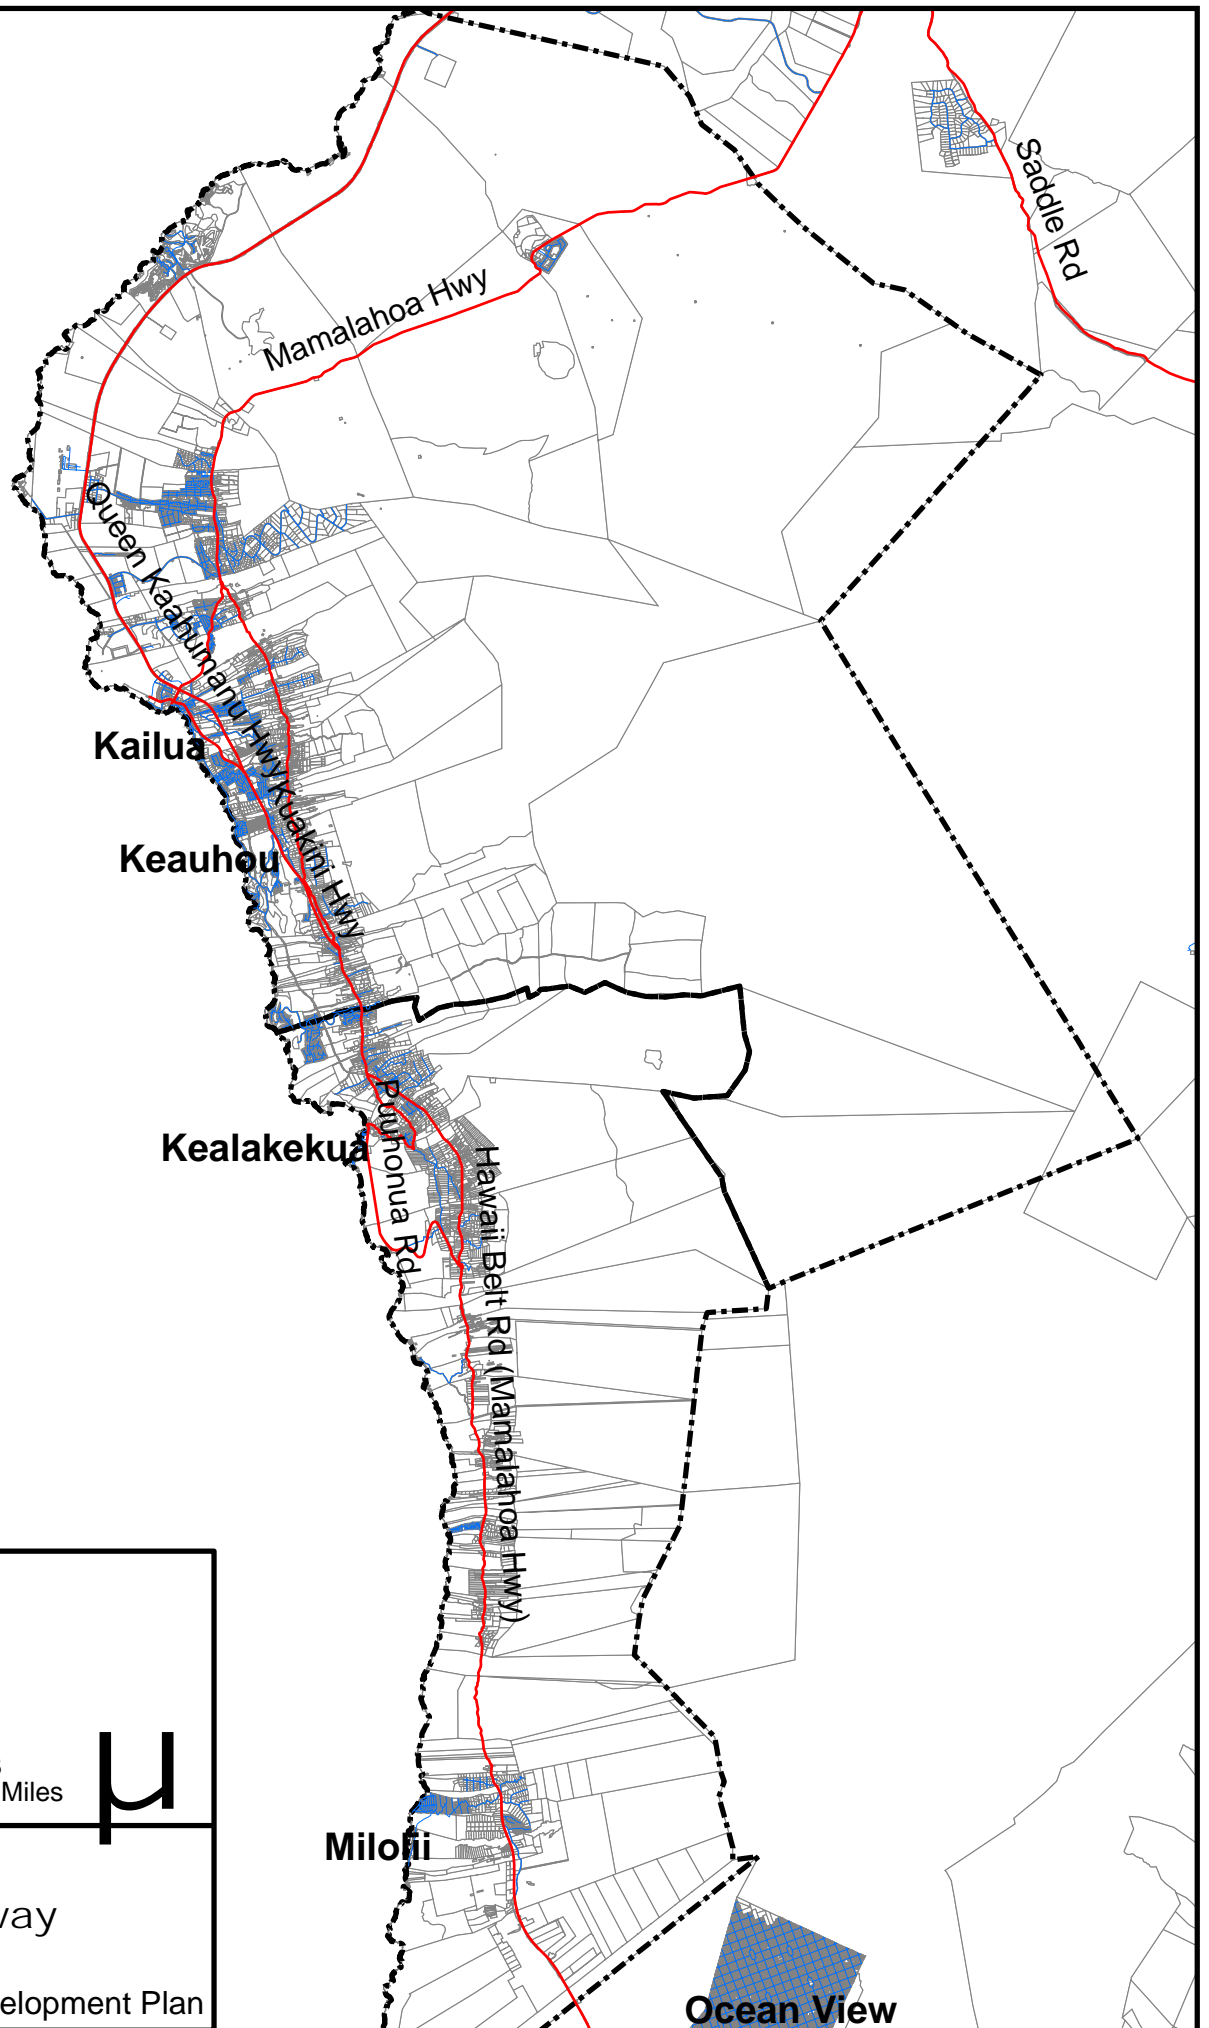 Saddle Rd
Mamalahoa Hwy
Queen Kaahumanu Hwy
Kailua
Kuakini Hwy
Keauhou
Puuhonua Rd
Kealakekua
Hawaii Belt Rd (Mamalahoa Hwy)
Miles
µ
Milolii
way
elopment Plan
Ocean View